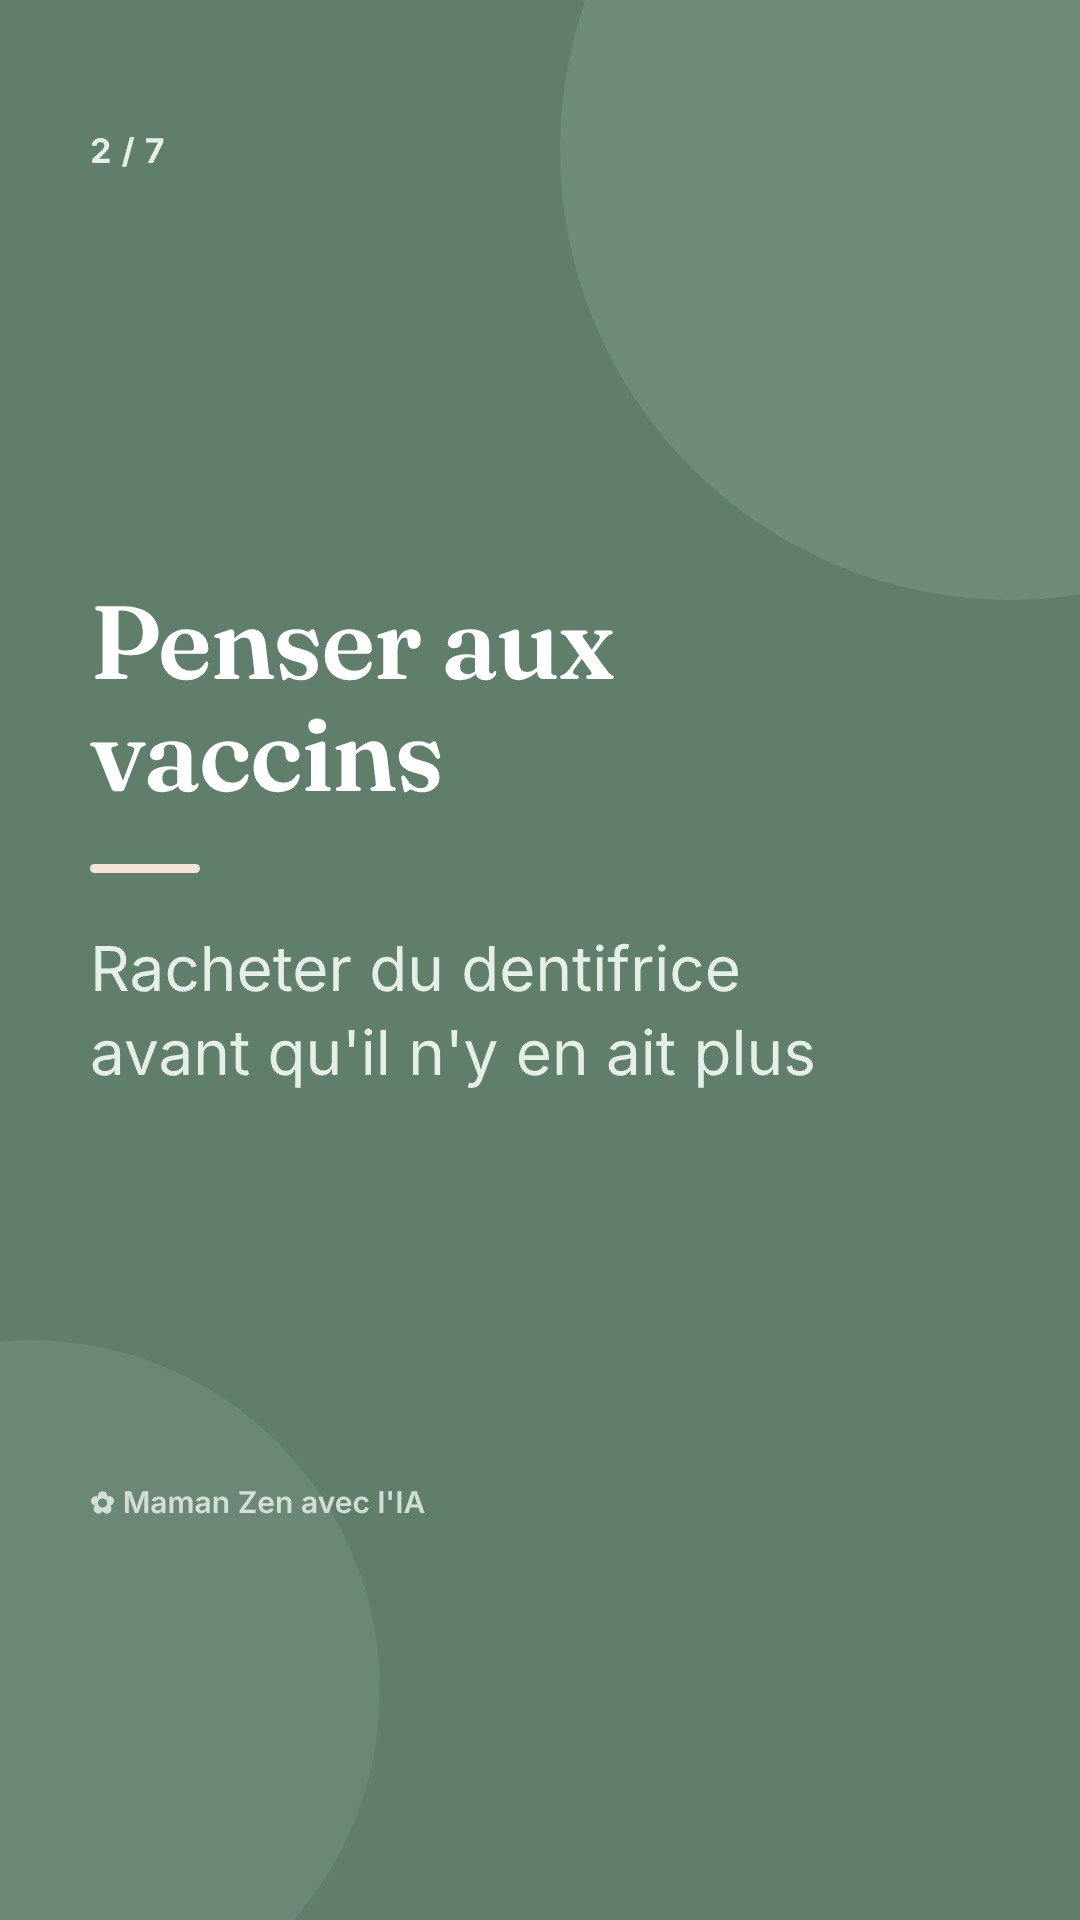 2 / 7
Penser aux
vaccins
Racheter du dentifrice
avant qu'il n'y en ait plus
✿ Maman Zen avec l'IA